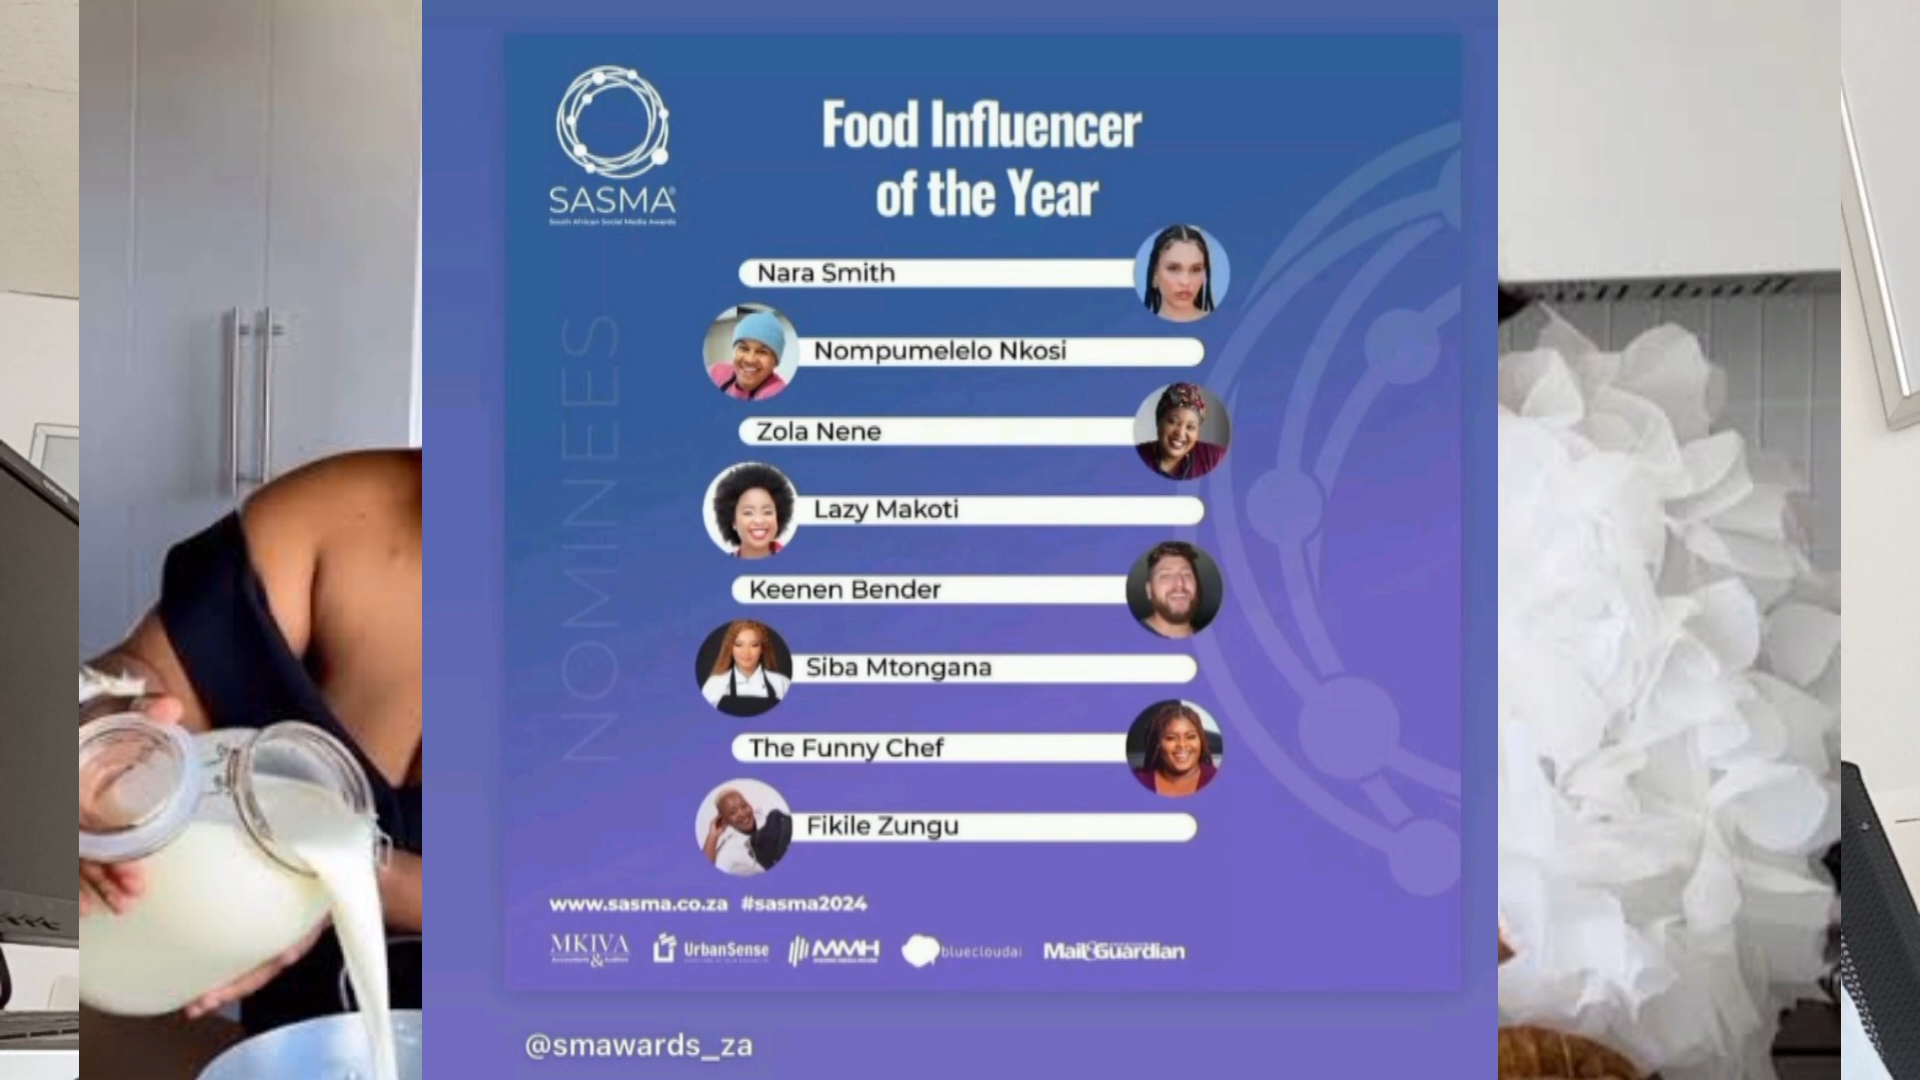 SASMA®
South African Social Media Awards
Food Influencer
of the Year
NOMINEES
Nara Smith
Nompumelelo Nkosi
Zola Nene
Lazy Makoti
Keenen Bender
Siba Mtongana
The Funny Chef
Fikile Zungu
www.sasma.co.za #sasma2024
MKIVA
&
UrbanSense
MMH
bluecloudai
Mail&Guardian
@smawards_za